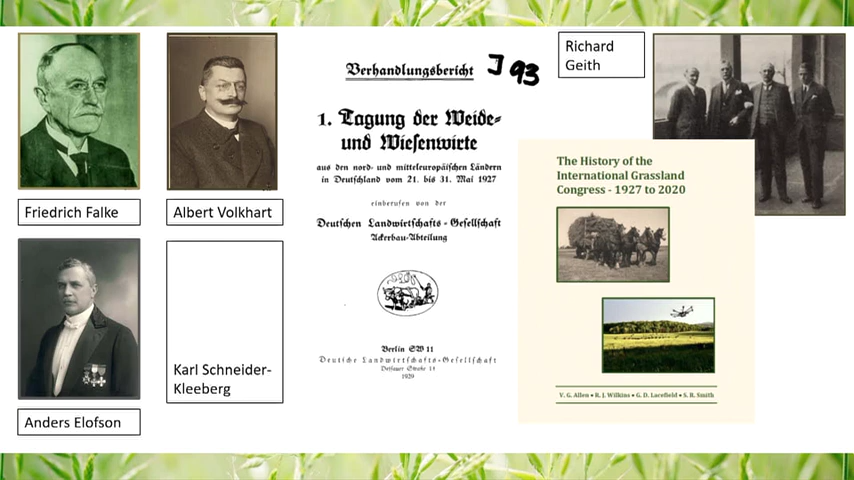 Friedrich Falke
Albert Volkhart
Anders Elofson
Karl Schneider-
Kleeberg
Verhandlungsbericht
J 93
1. Tagung der Weide-
und Wiesenwirte
aus den nord- und mitteleuropäischen Ländern
in Deutschland vom 21. bis 31. Mai 1927
einberufen von der
Deutschen Landwirtschafts-Gesellschaft
Ackerbau-Abteilung
Berlin SW 11
Deutsche Landwirtschafts-Gesellschaft
Dessauer Straße 14
1929
Richard
Geith
The History of the
International Grassland
Congress - 1927 to 2020
V. G. Allen • R. J. Wilkins • G. D. Lacefield • S. R. Smith